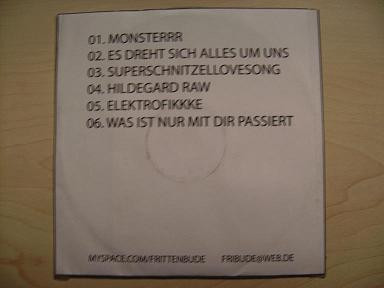 01. MONSTERRR
02. ES DREHT SICH ALLES UM UNS
03. SUPERSCHNITZELLOVESONG
04. HILDEGARD RAW
05. ELEKTROFIKKKE
06. WAS IST NUR MIT DIR PASSIERT
MYSPACE.COM/FRITTENBUDE FRIBUDE@WEB.DE